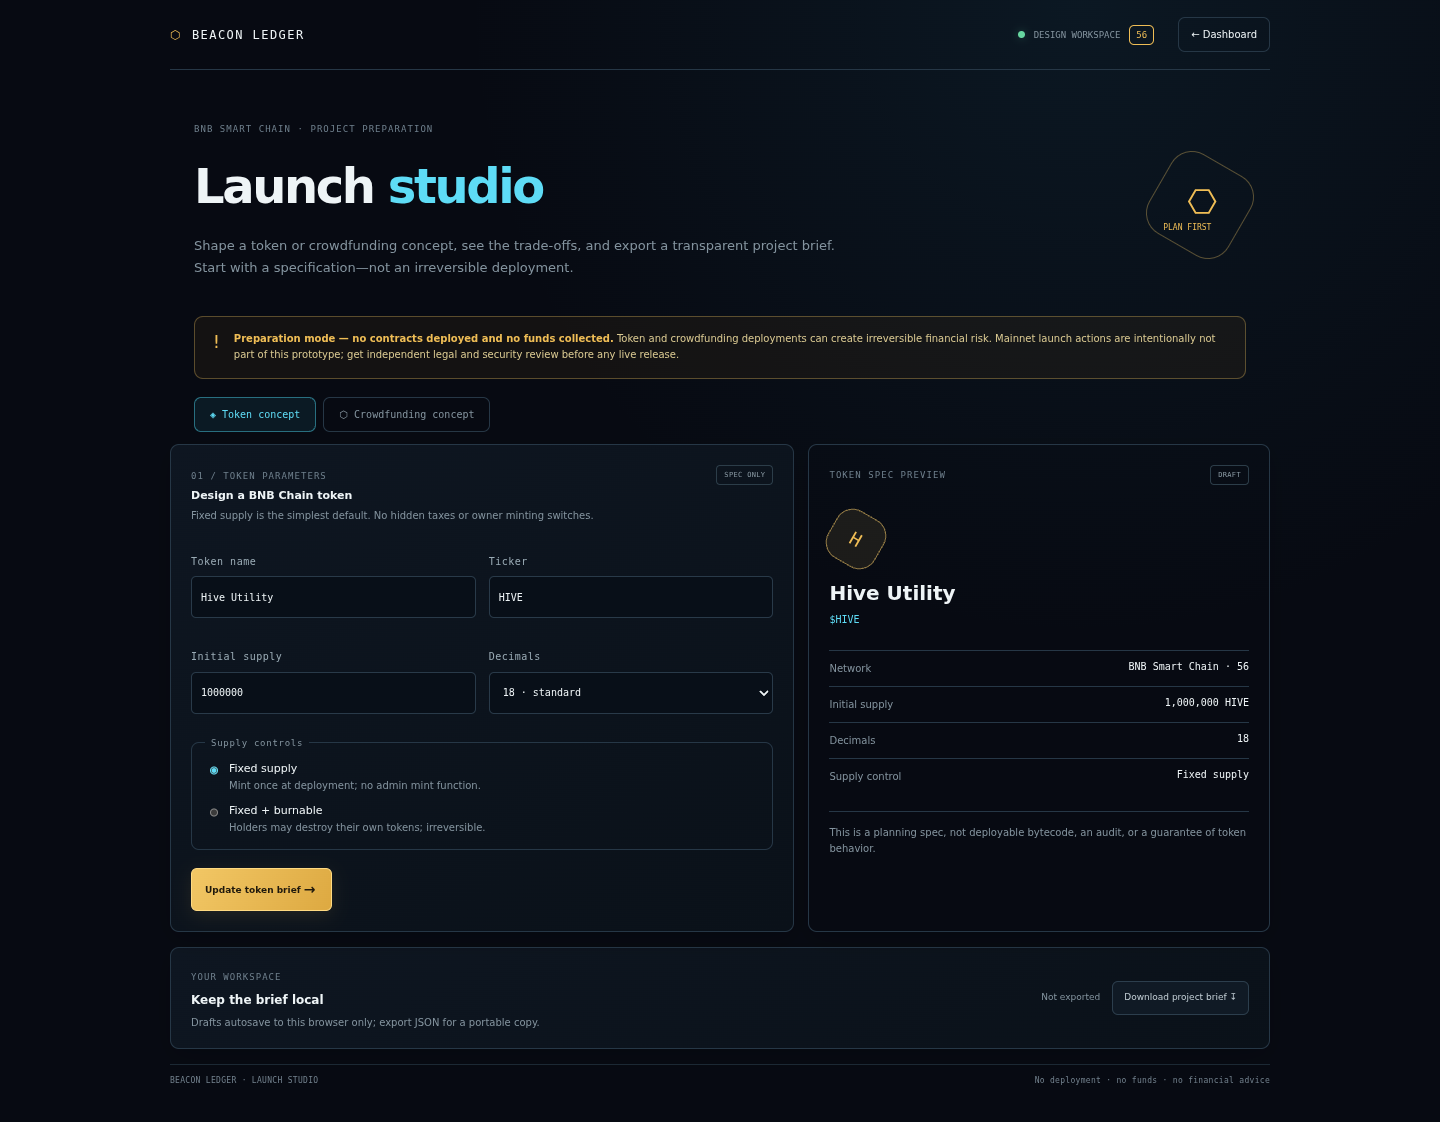 ⬡ BEACON LEDGER
DESIGN WORKSPACE 56
← Dashboard
BNB SMART CHAIN · PROJECT PREPARATION
Launch studio
Shape a token or crowdfunding concept, see the trade-offs, and export a transparent project brief.
Start with a specification—not an irreversible deployment.
PLAN FIRST
! Preparation mode — no contracts deployed and no funds collected. Token and crowdfunding deployments can create irreversible financial risk. Mainnet launch actions are intentionally not
part of this prototype; get independent legal and security review before any live release.
◈ Token concept
⬡ Crowdfunding concept
01 / TOKEN PARAMETERS
SPEC ONLY
Design a BNB Chain token
Fixed supply is the simplest default. No hidden taxes or owner minting switches.
Token name
Ticker
Hive Utility
HIVE
Initial supply
Decimals
1000000
18 · standard
Supply controls
Fixed supply
Mint once at deployment; no admin mint function.
Fixed + burnable
Holders may destroy their own tokens; irreversible.
Update token brief →
TOKEN SPEC PREVIEW
DRAFT
H
Hive Utility
$HIVE
Network BNB Smart Chain · 56
Initial supply 1,000,000 HIVE
Decimals 18
Supply control Fixed supply
This is a planning spec, not deployable bytecode, an audit, or a guarantee of token
behavior.
YOUR WORKSPACE
Keep the brief local
Drafts autosave to this browser only; export JSON for a portable copy.
Not exported
Download project brief ↧
BEACON LEDGER · LAUNCH STUDIO
No deployment · no funds · no financial advice